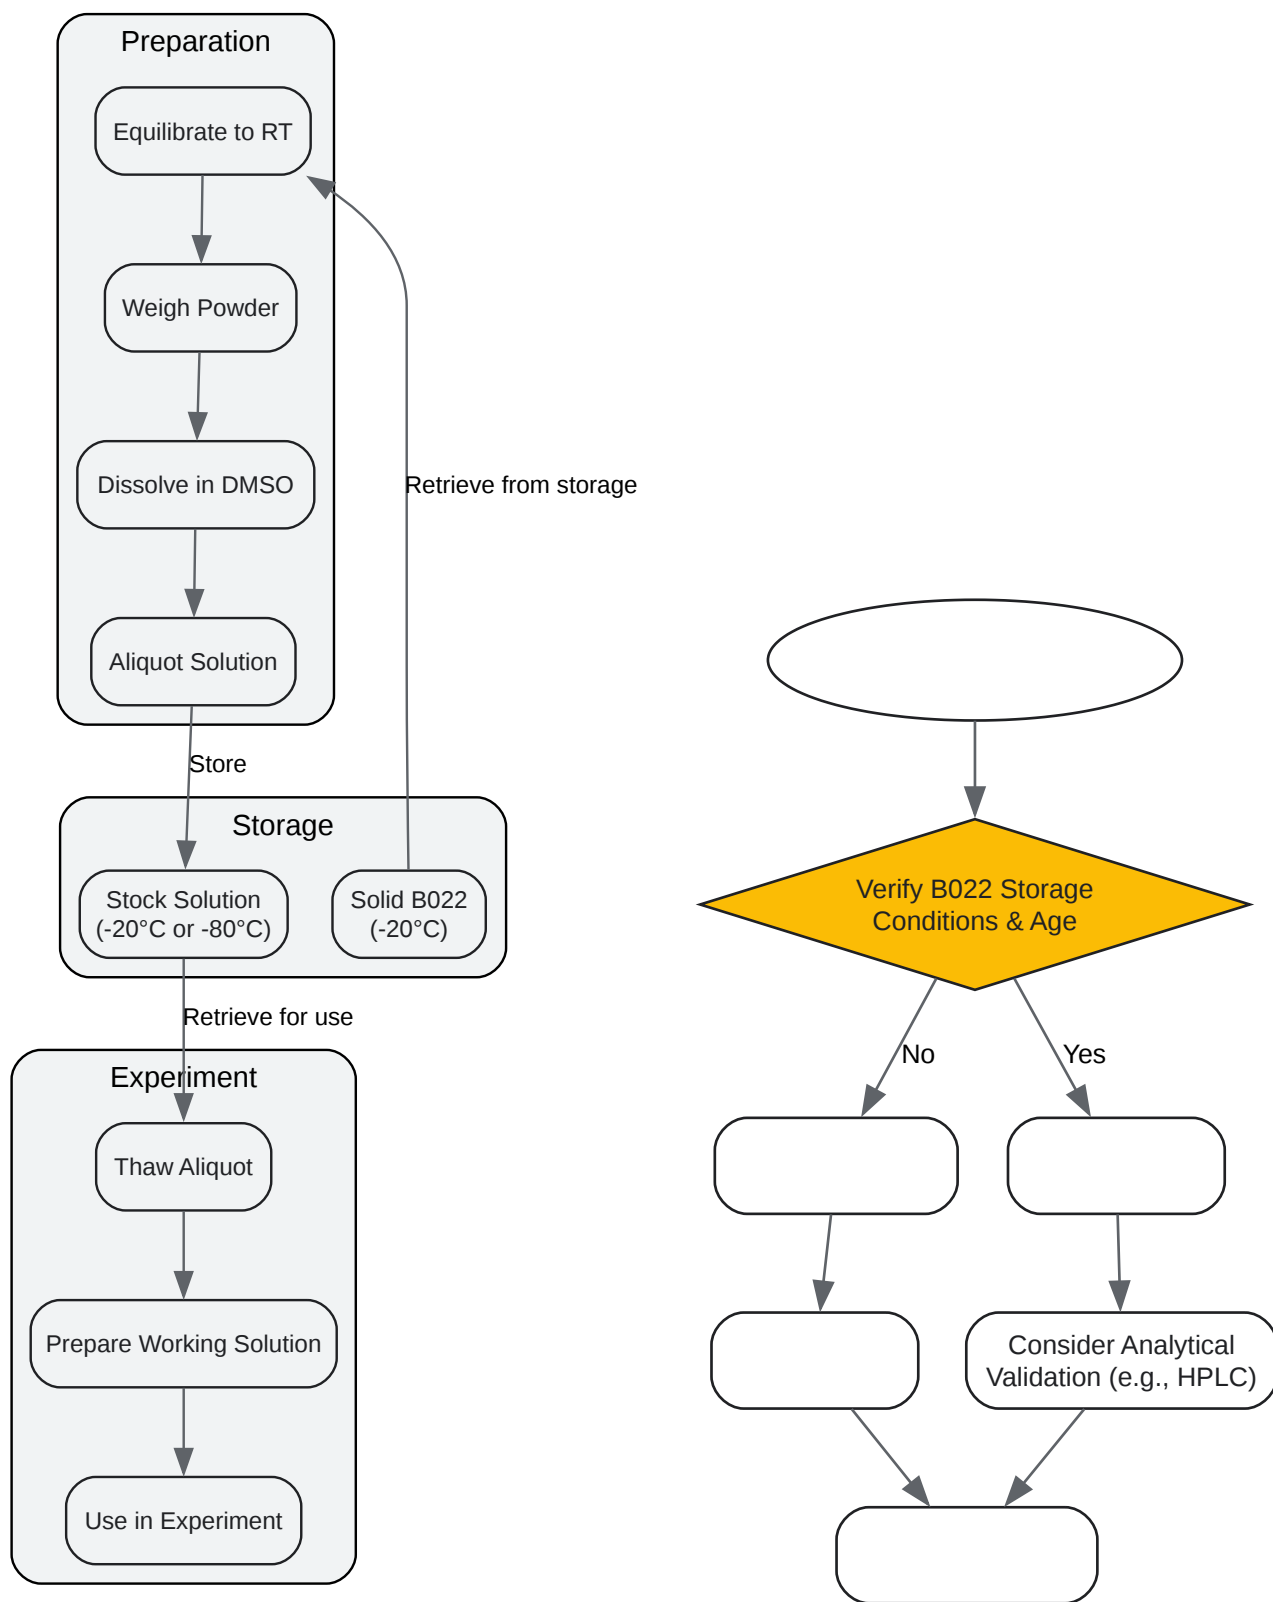 Preparation
Equilibrate to RT
Weigh Powder
Dissolve in DMSO
Retrieve from storage
Aliquot Solution
Store
Storage
Stock Solution
(-20°C or -80°C)
Solid B022
(-20°C)
Retrieve for use
Experiment
Thaw Aliquot
Prepare Working Solution
Use in Experiment
Verify B022 Storage
Conditions & Age
No
Yes
Consider Analytical
Validation (e.g., HPLC)